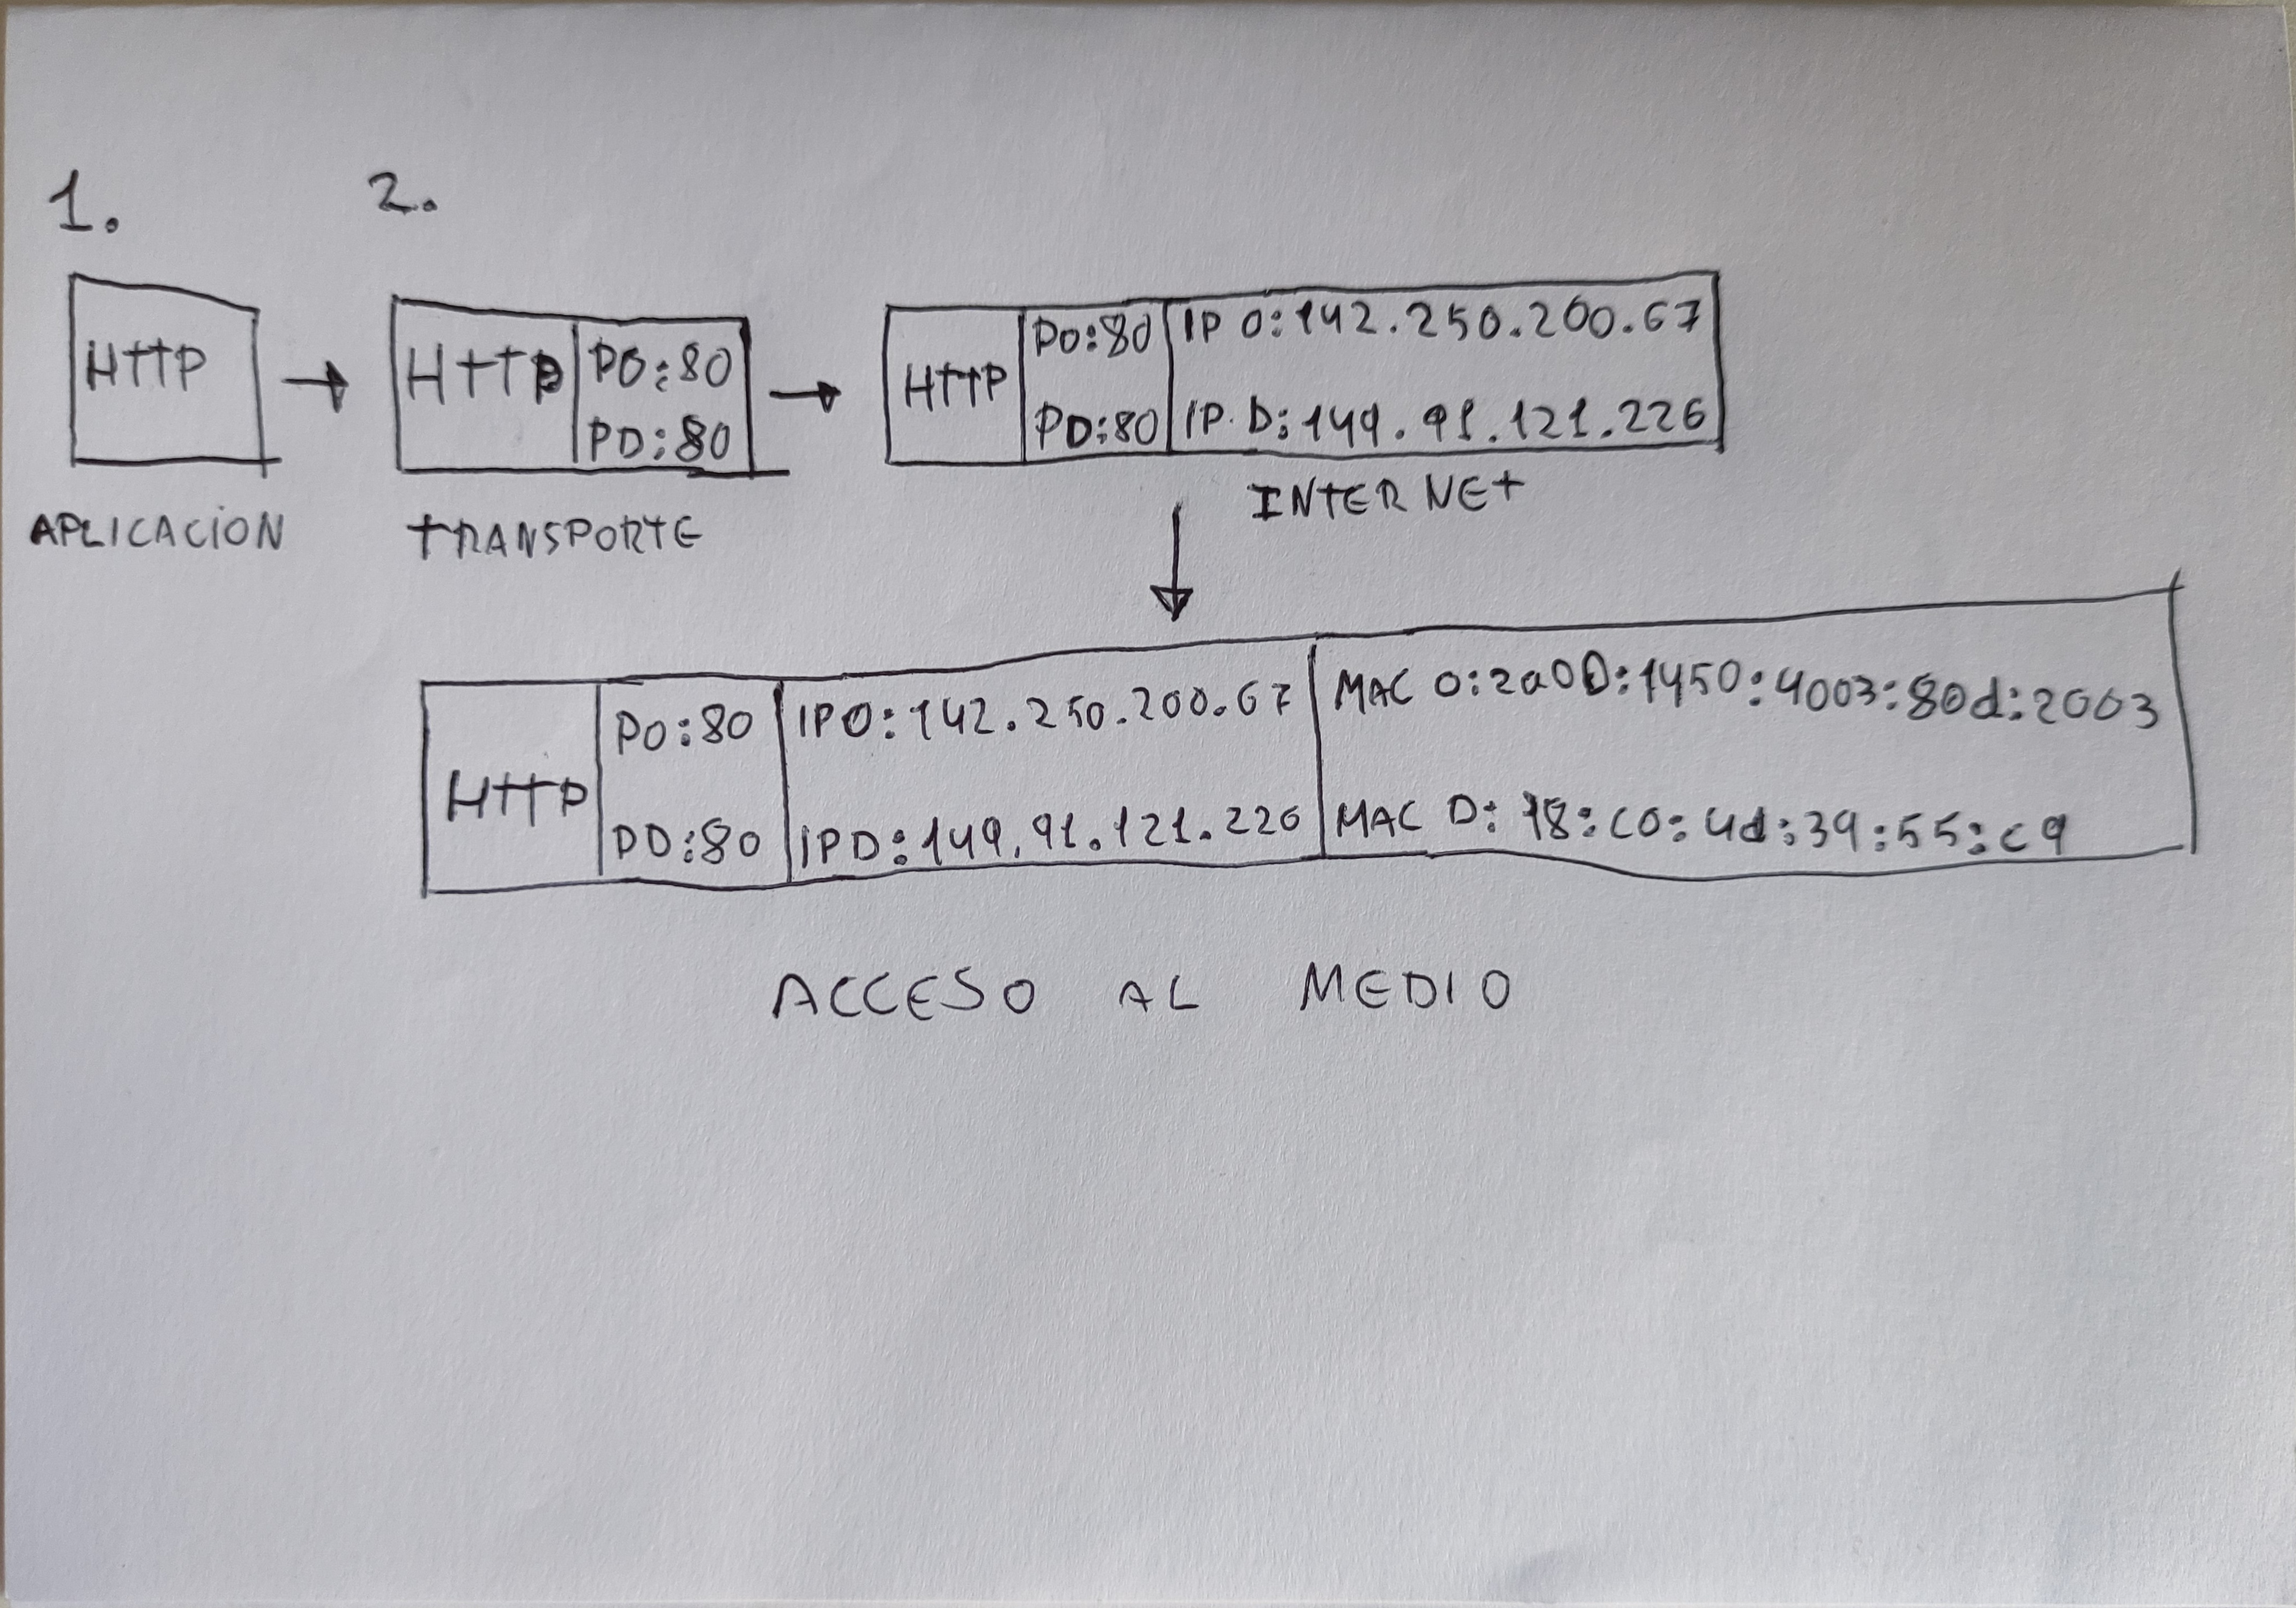 1.
2.
HTTP
HTTP
PO:80
PD:80
HTTP
PO:80
PD:80
IP O:142.250.200.67
IP. D:149.91.121.226
APLICACIÓN
TRANSPORTE
INTERNET
HTTP
PO:80
PD:80
IPO:142.250.200.67
IPD:149.91.121.226
MAC O:2a00:1450:4003:80d:2003
MAC D: 18:C0:4d:39:55:c9
ACCESO AL MEDIO